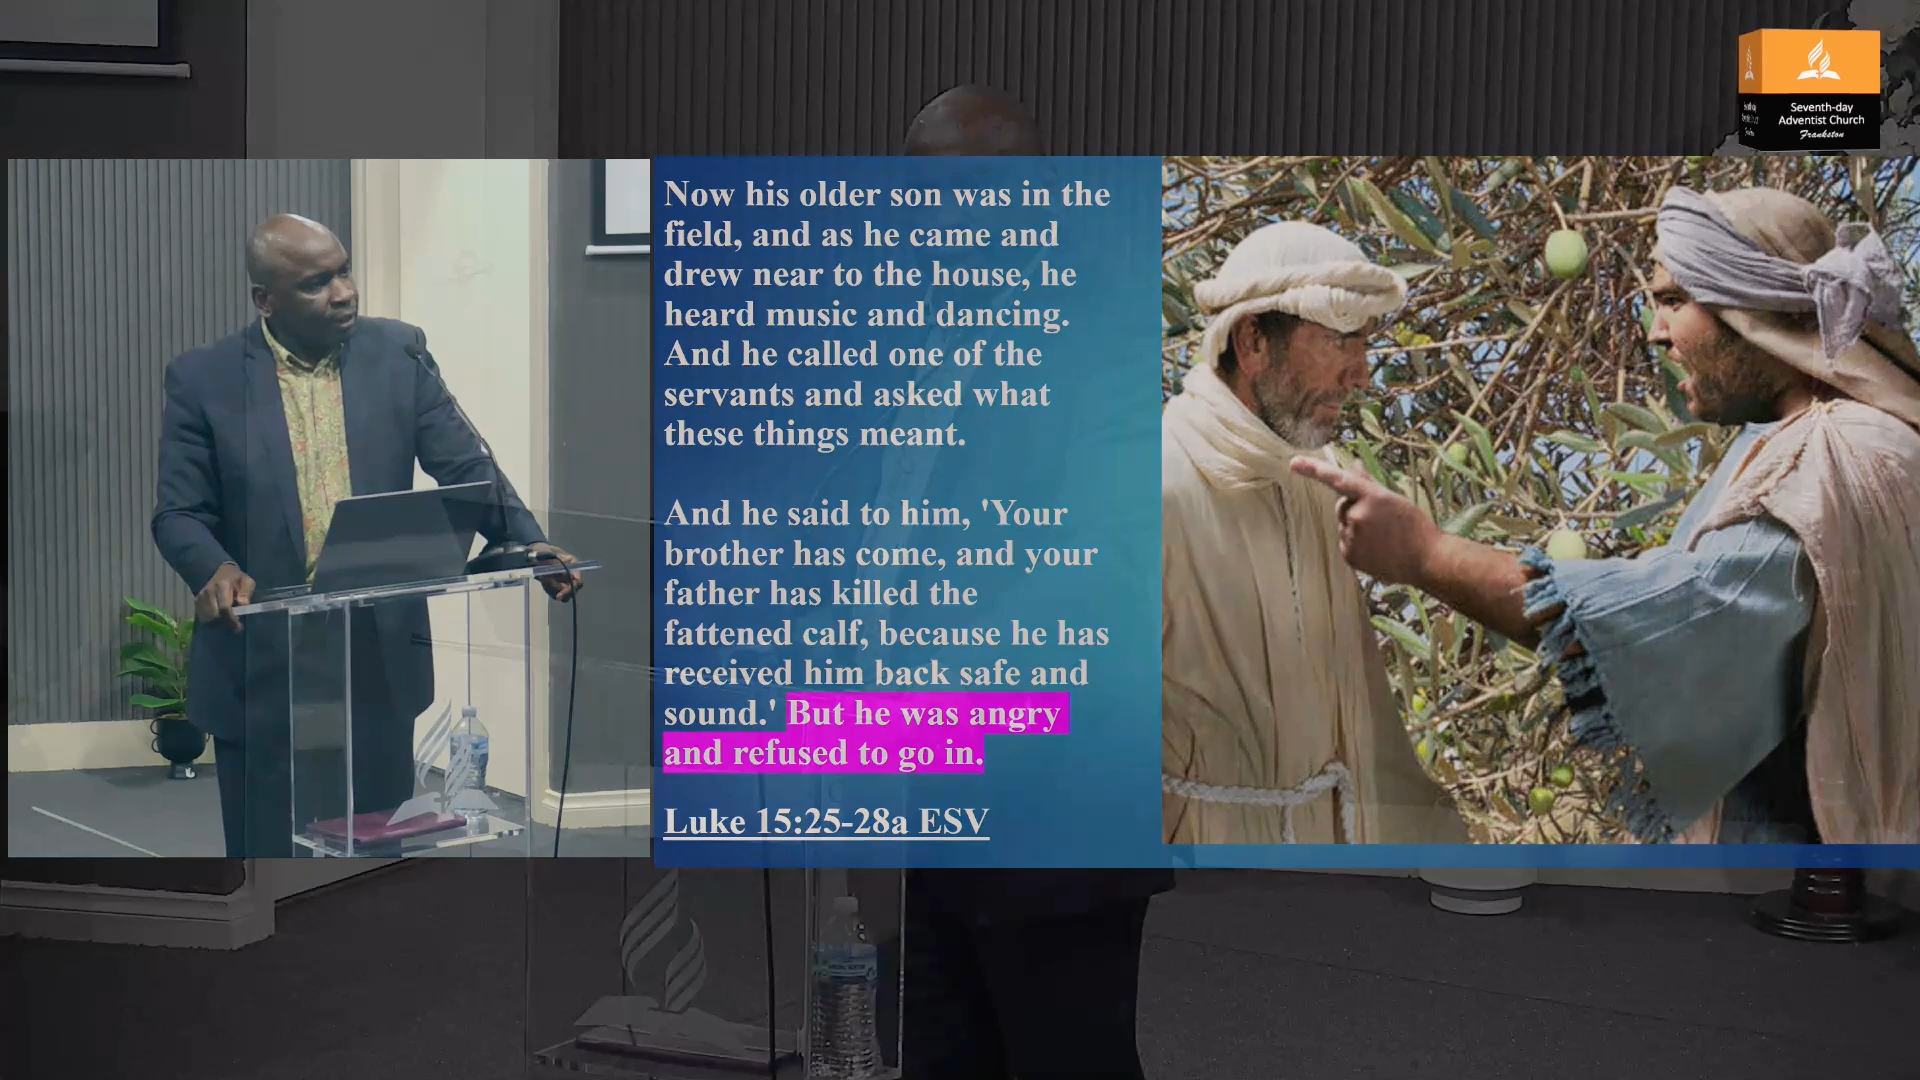 Seventh-day
Adventist Church
Frankston
Now his older son was in the
field, and as he came and
drew near to the house, he
heard music and dancing.
And he called one of the
servants and asked what
these things meant.
And he said to him, 'Your
brother has come, and your
father has killed the
fattened calf, because he has
received him back safe and
sound.' But he was angry
and refused to go in.
Luke 15:25-28a ESV